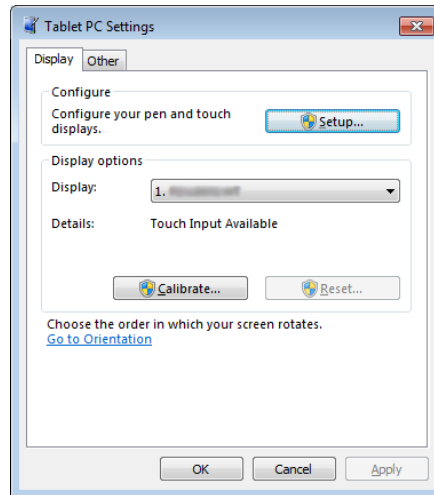 Tablet PC Settings
Display Other
Configure
Configure your pen and touch
displays.
Setup...
Display options
Display: 1.
Details: Touch Input Available
Calibrate... Reset...
Choose the order in which your screen rotates.
Go to Orientation
OK Cancel Apply